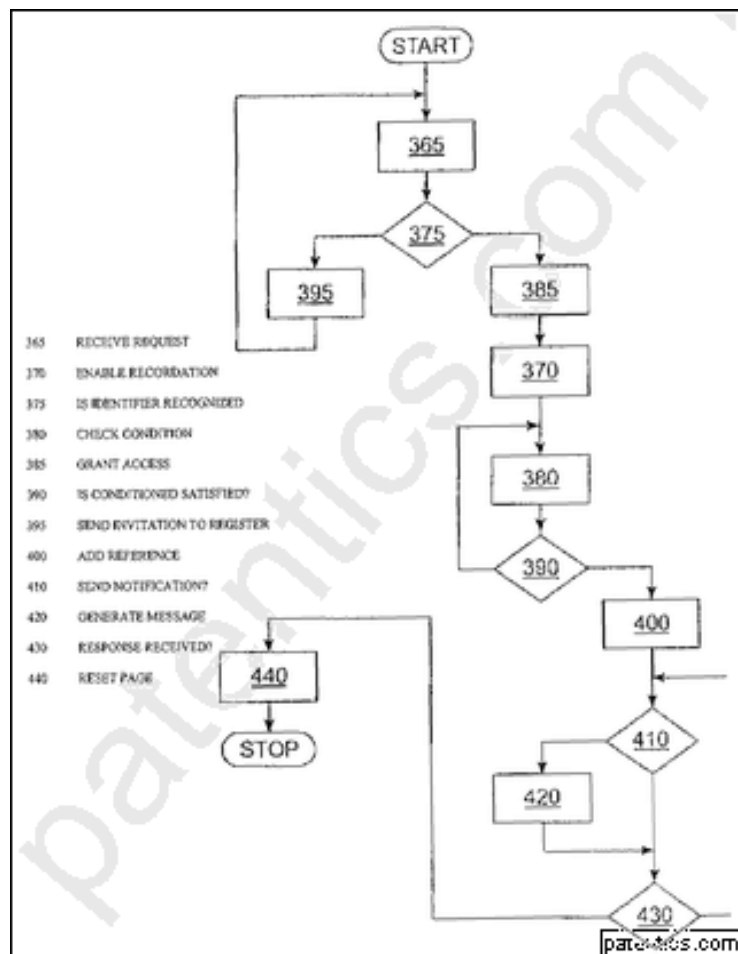 START
365
375
395
385
365 RECEIVE REQUEST
370
370 ENABLE RECORDATION
375 IS IDENTIFIER RECOGNIZED
380 CHECK CONDITION
385 GRANT ACCESS
380
390 IS CONDITIONED SATISFIED?
395 SEND INVITATION TO REGISTER
400 ADD REFERENCE
390
410 SEND NOTIFICATION?
420 GENERATE MESSAGE
400
430 RESPONSE RECEIVED?
440 RESET PAGE
440
STOP
410
420
430
patentics.com
patentics.com